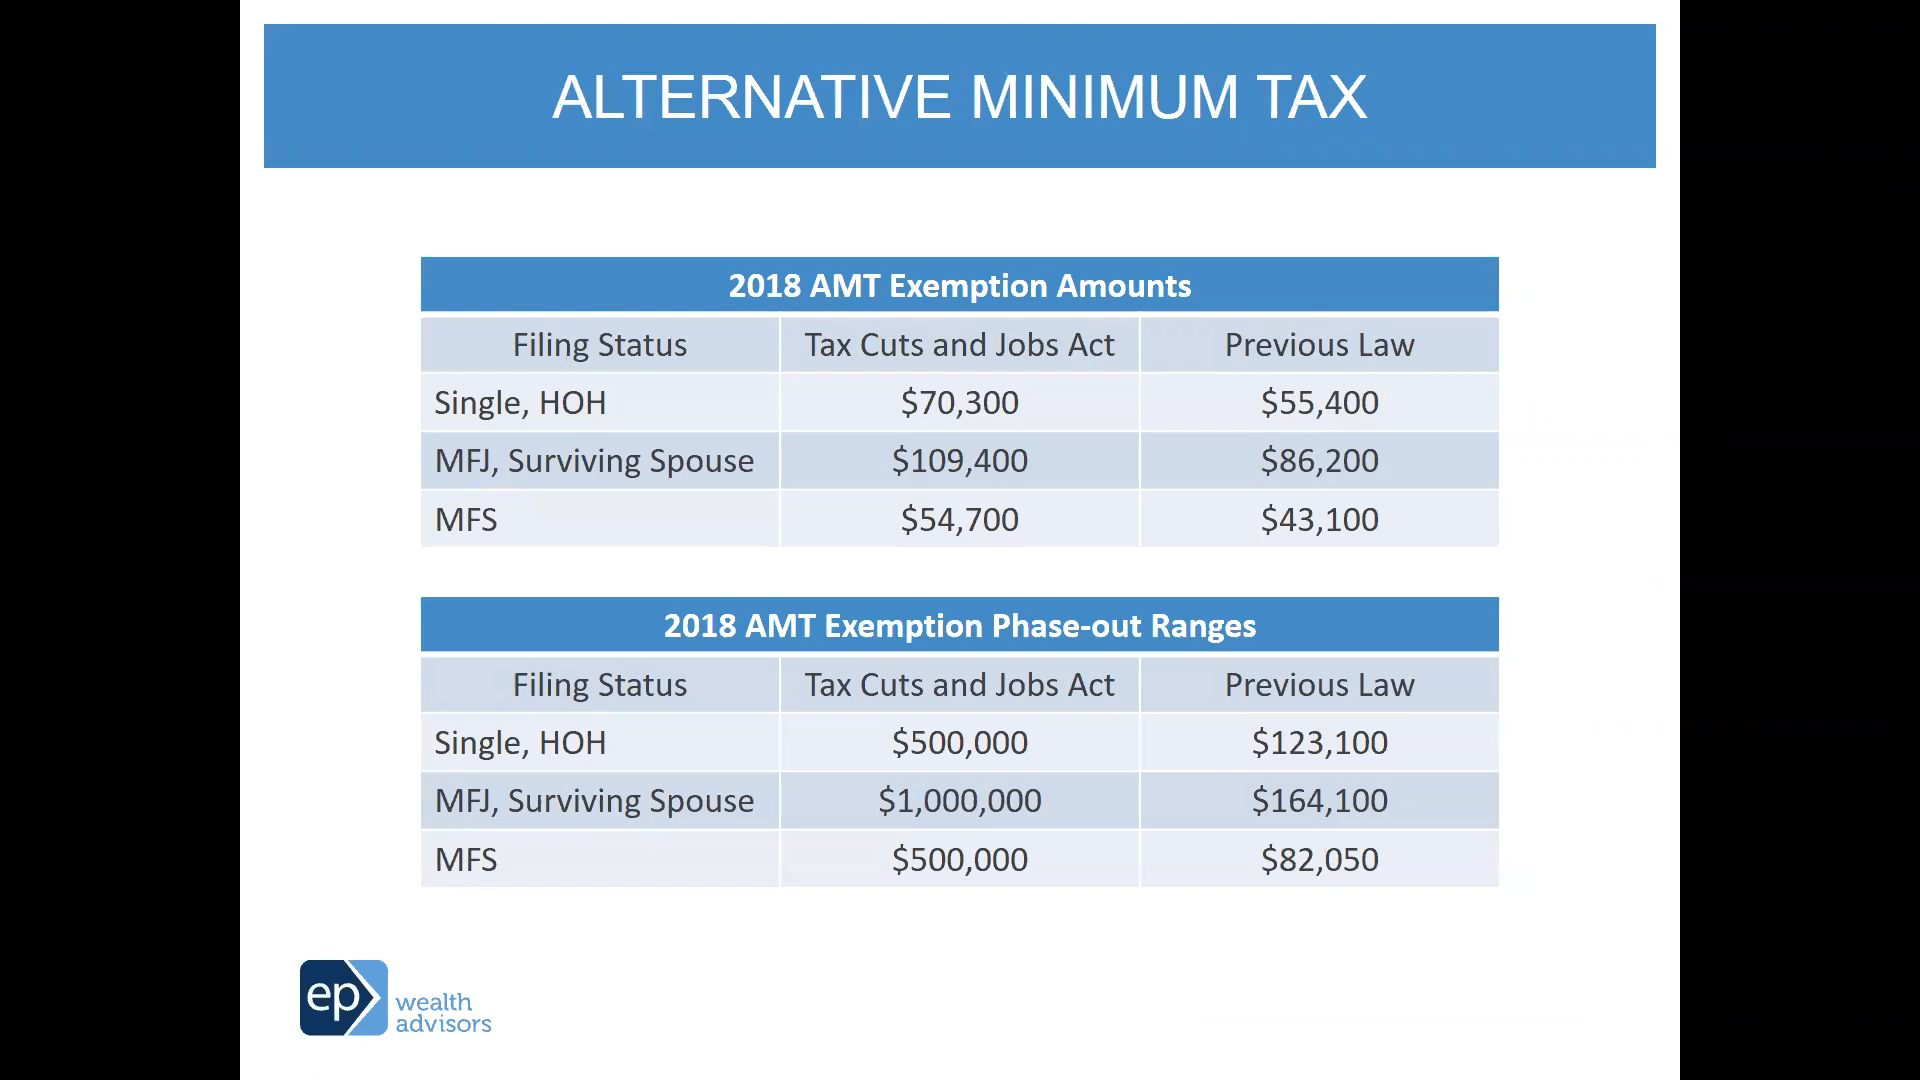 ALTERNATIVE MINIMUM TAX
2018 AMT Exemption Amounts
Filing Status Tax Cuts and Jobs Act Previous Law
Single, HOH $70,300 $55,400
MFJ, Surviving Spouse $109,400 $86,200
MFS $54,700 $43,100
2018 AMT Exemption Phase-out Ranges
Filing Status Tax Cuts and Jobs Act Previous Law
Single, HOH $500,000 $123,100
MFJ, Surviving Spouse $1,000,000 $164,100
MFS $500,000 $82,050
ep
wealth
advisors